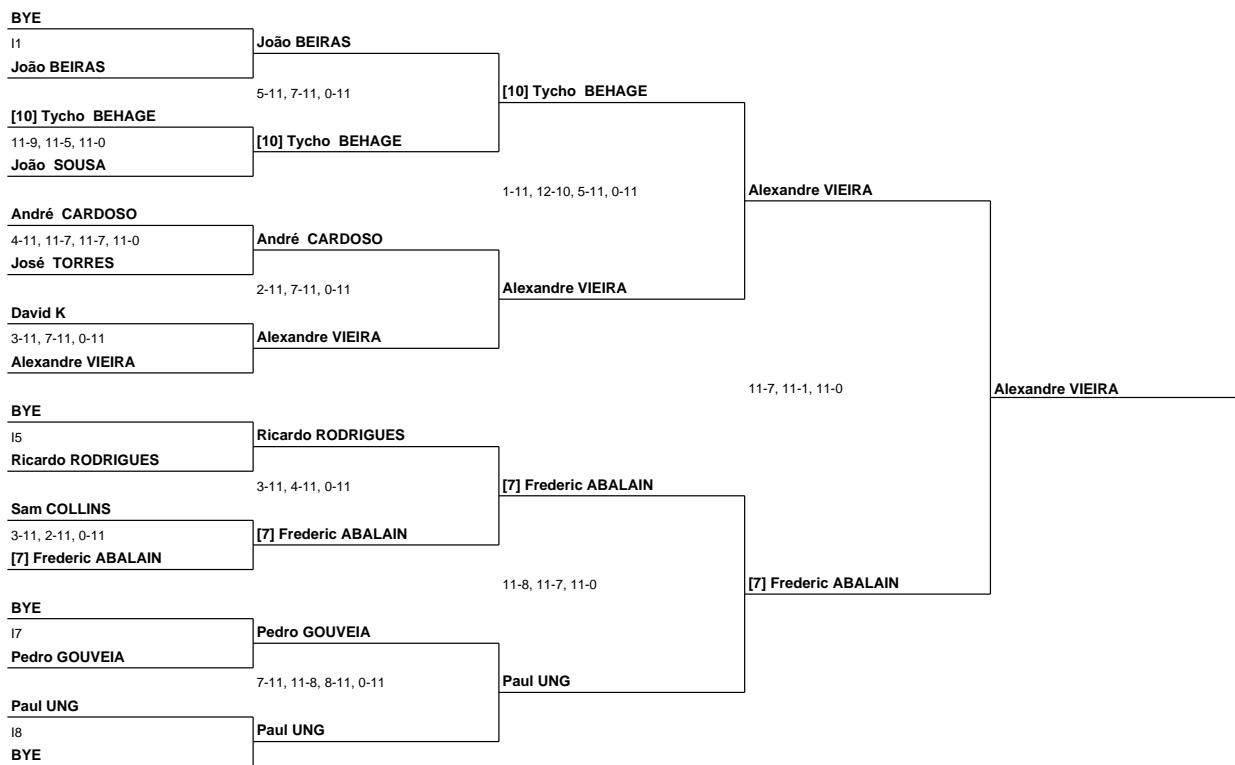 BYE
I1
João BEIRAS
João BEIRAS
5-11, 7-11, 0-11
[10] Tycho BEHAGE
[10] Tycho BEHAGE
11-9, 11-5, 11-0
[10] Tycho BEHAGE
João SOUSA
1-11, 12-10, 5-11, 0-11
Alexandre VIEIRA
André CARDOSO
4-11, 11-7, 11-7, 11-0
André CARDOSO
José TORRES
2-11, 7-11, 0-11
Alexandre VIEIRA
David K
3-11, 7-11, 0-11
Alexandre VIEIRA
Alexandre VIEIRA
11-7, 11-1, 11-0
Alexandre VIEIRA
BYE
I5
Ricardo RODRIGUES
Ricardo RODRIGUES
3-11, 4-11, 0-11
[7] Frederic ABALAIN
Sam COLLINS
3-11, 2-11, 0-11
[7] Frederic ABALAIN
[7] Frederic ABALAIN
11-8, 11-7, 11-0
[7] Frederic ABALAIN
BYE
I7
Pedro GOUVEIA
Pedro GOUVEIA
7-11, 11-8, 8-11, 0-11
Paul UNG
Paul UNG
I8
Paul UNG
BYE